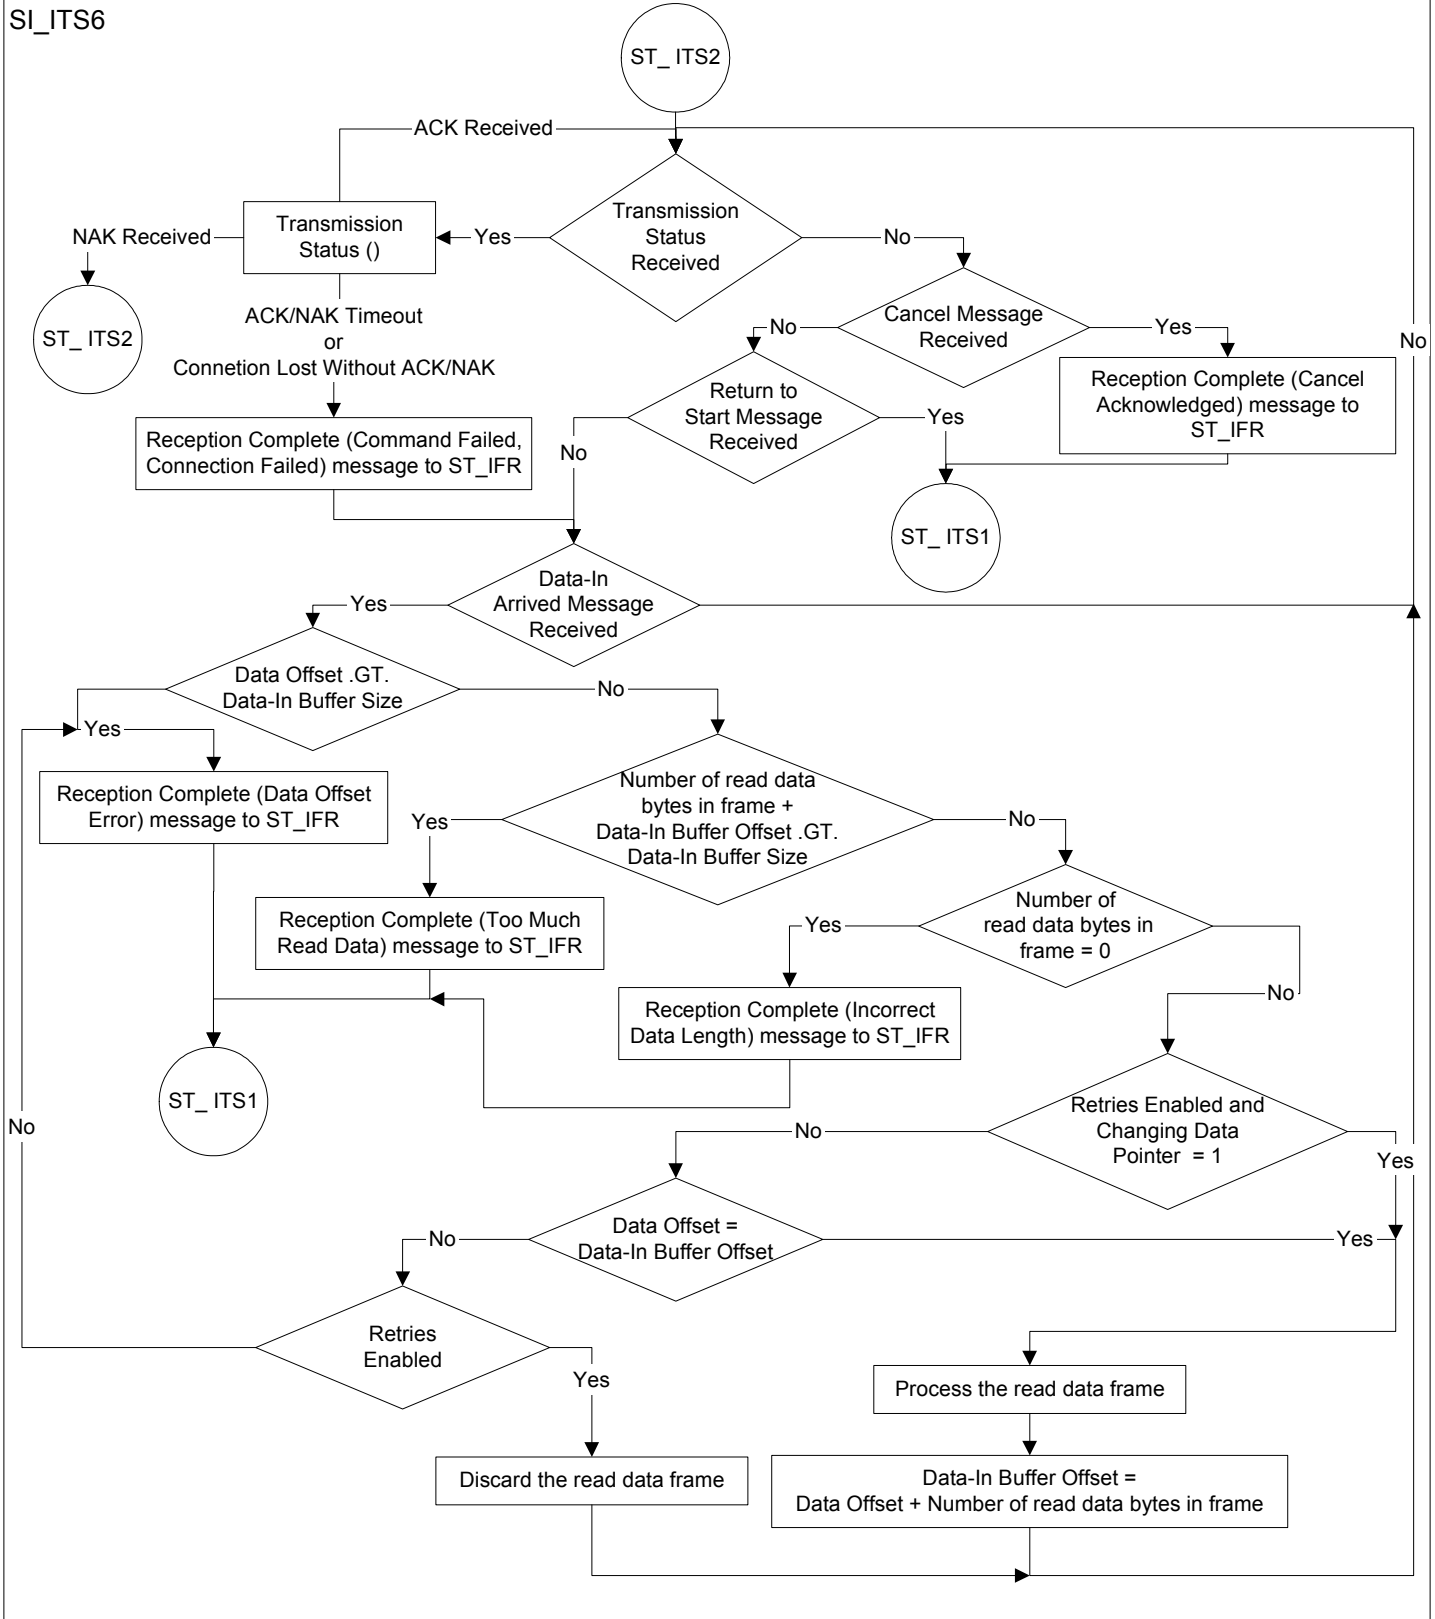 SI_ITS6
ST_ ITS2
ACK Received
Transmission
Status
Received
Transmission
Status ()
NAK Received
Yes
No
ST_ ITS2
ACK/NAK Timeout
or
Connetion Lost Without ACK/NAK
Cancel Message
Received
No
Yes
No
Return to
Start Message
Received
Yes
No
Reception Complete (Cancel
Acknowledged) message to
ST_IFR
Reception Complete (Command Failed,
Connection Failed) message to ST_IFR
ST_ ITS1
Data-In
Arrived Message
Received
Yes
Data Offset .GT.
Data-In Buffer Size
No
Yes
Reception Complete (Data Offset
Error) message to ST_IFR
Number of read data
bytes in frame +
Data-In Buffer Offset .GT.
Data-In Buffer Size
Yes
No
Reception Complete (Too Much
Read Data) message to ST_IFR
Number of
read data bytes in
frame = 0
Yes
No
Reception Complete (Incorrect
Data Length) message to ST_IFR
ST_ ITS1
Retries Enabled and
Changing Data
Pointer  = 1
No
No
Yes
Data Offset =
Data-In Buffer Offset
No
Yes
Retries
Enabled
Yes
Process the read data frame
Discard the read data frame
Data-In Buffer Offset =
Data Offset + Number of read data bytes in frame